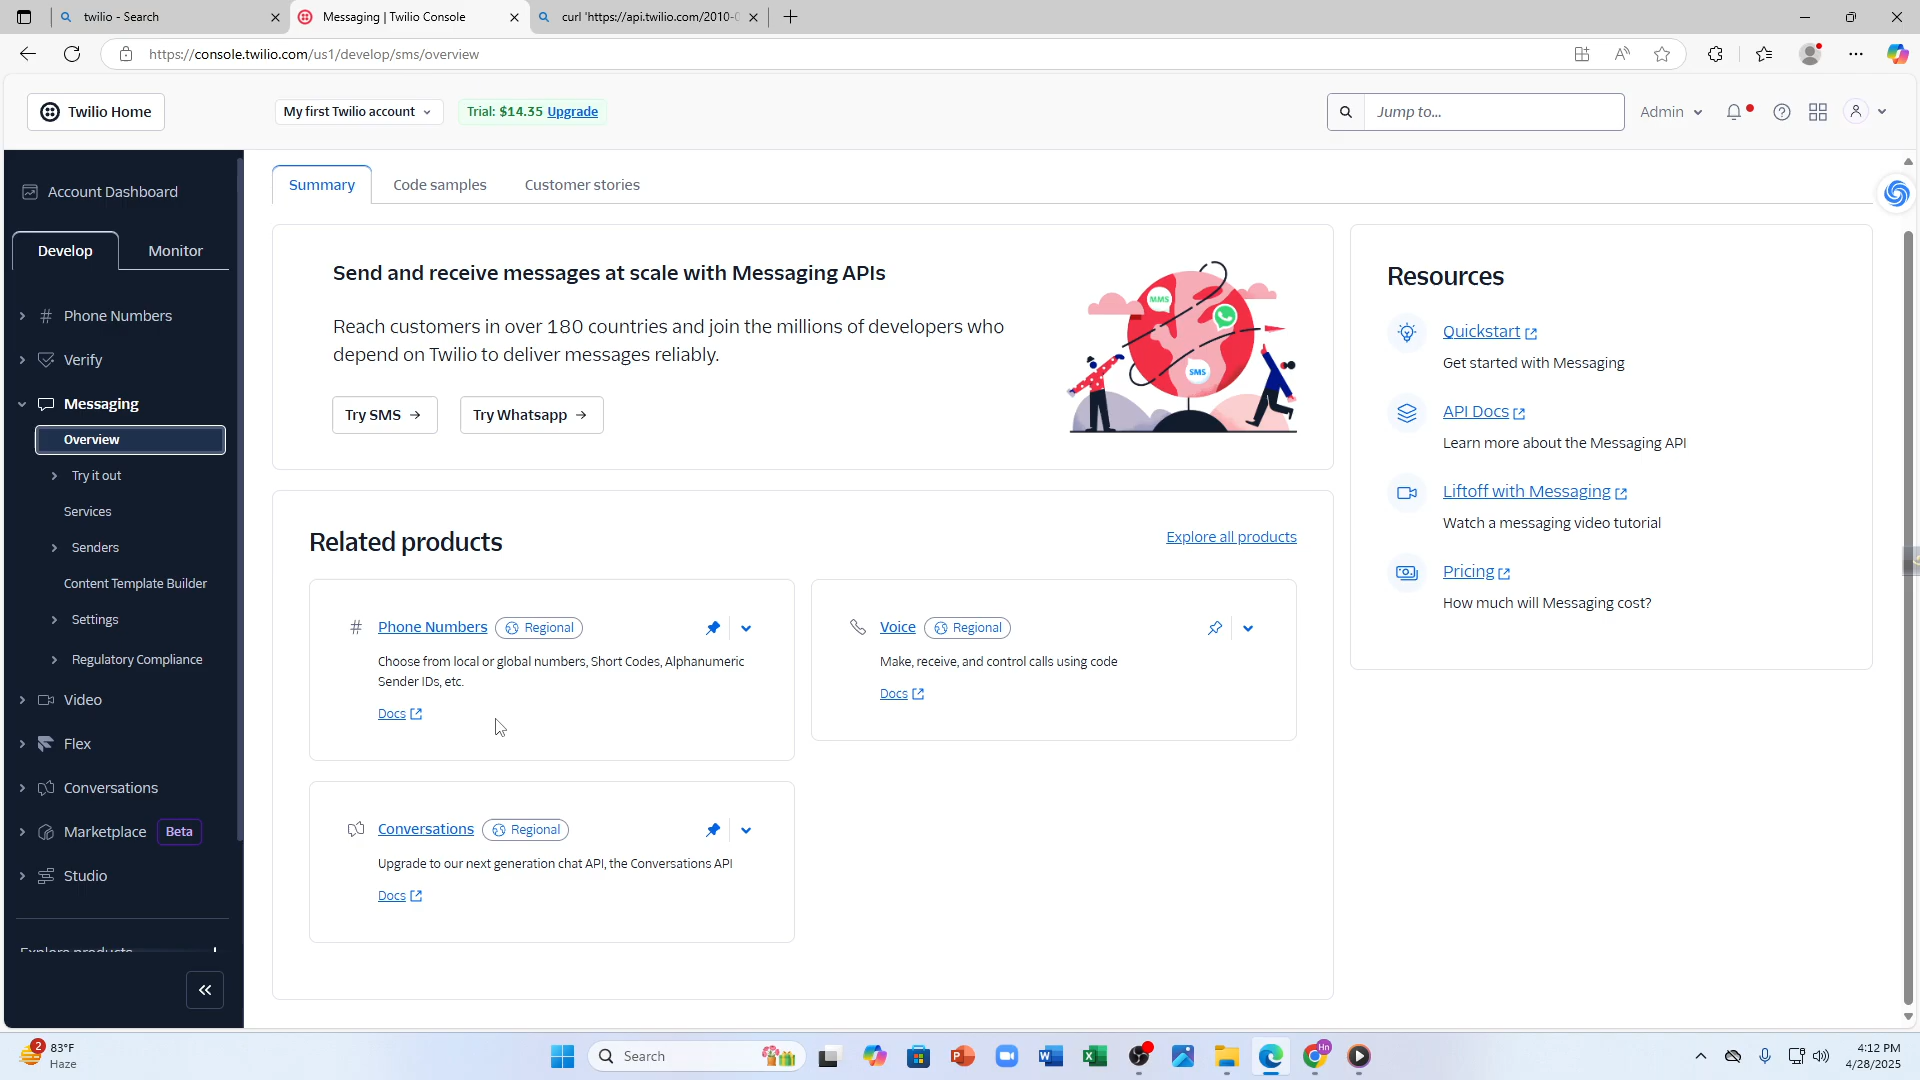 twilio - Search
Messaging | Twilio Console
curl 'https://api.twilio.com/2010-0
https://console.twilio.com/us1/develop/sms/overview
Twilio Home
My first Twilio account
Trial: $14.35 Upgrade
Jump to...
Admin
Account Dashboard
Develop
Monitor
Phone Numbers
Verify
Messaging
Overview
Try it out
Services
Senders
Content Template Builder
Settings
Regulatory Compliance
Video
Flex
Conversations
Marketplace Beta
Studio
Explore products
Summary
Code samples
Customer stories
Send and receive messages at scale with Messaging APIs
Reach customers in over 180 countries and join the millions of developers who
depend on Twilio to deliver messages reliably.
Try SMS
Try Whatsapp
MMS
SMS
Related products
Explore all products
Phone Numbers Regional
Choose from local or global numbers, Short Codes, Alphanumeric
Sender IDs, etc.
Docs
Voice Regional
Make, receive, and control calls using code
Docs
Conversations Regional
Upgrade to our next generation chat API, the Conversations API
Docs
Resources
Quickstart
Get started with Messaging
API Docs
Learn more about the Messaging API
Liftoff with Messaging
Watch a messaging video tutorial
Pricing
How much will Messaging cost?
2
83°F
Haze
Search
Hn
4:12 PM
4/28/2025